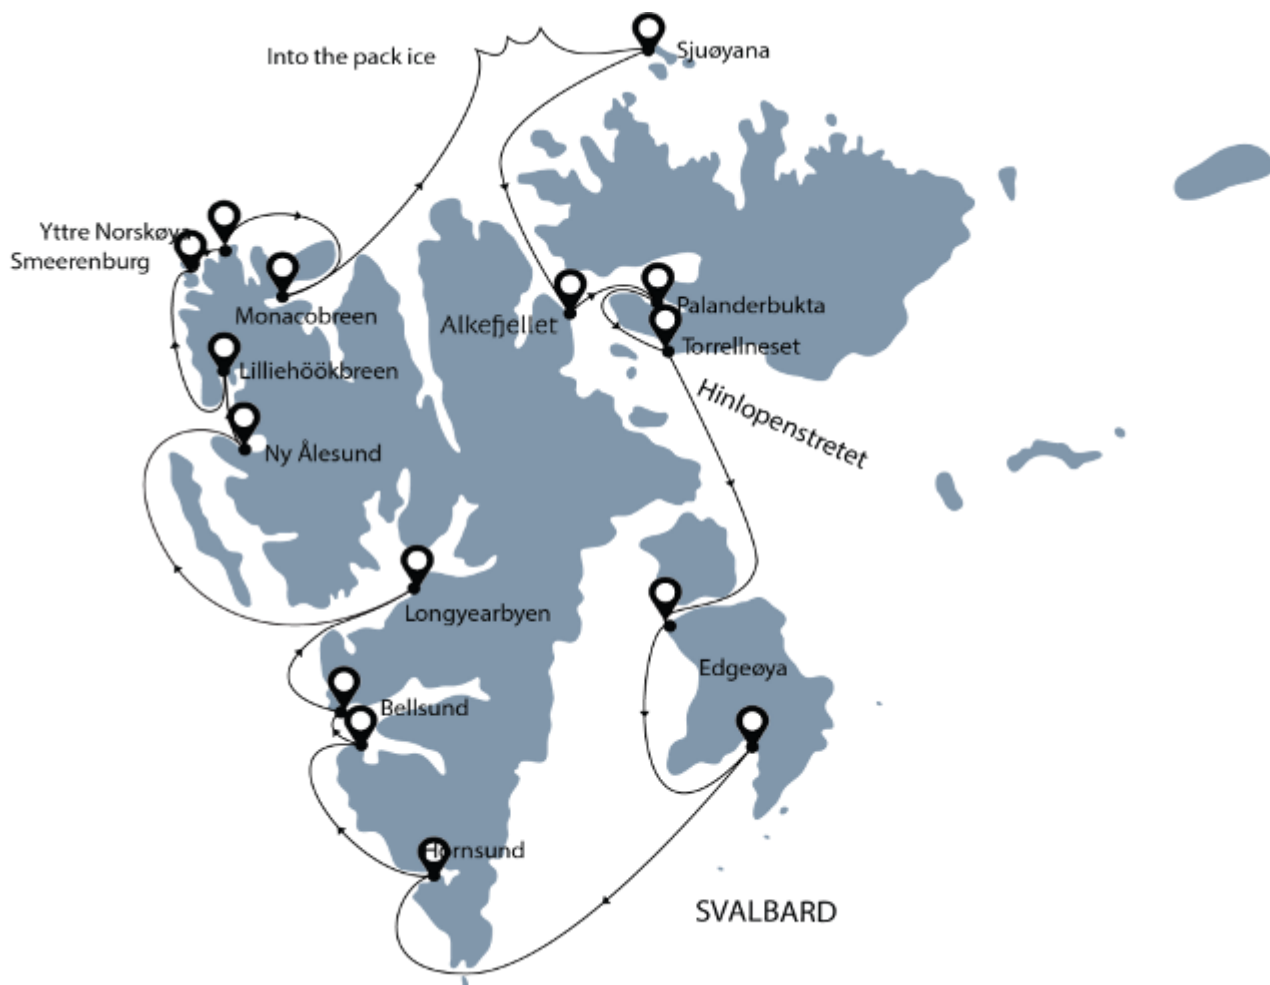 Into the pack ice
Sjuøyana
Yttre Norskøya
Smeerenburg
Monacobreen
Alkefjellet
Palanderbukta
Torrellneset
Lilliehöökbreen
Hinlopenstretet
Ny Ålesund
Longyearbyen
Edgeøya
Bellsund
Hornsund
SVALBARD